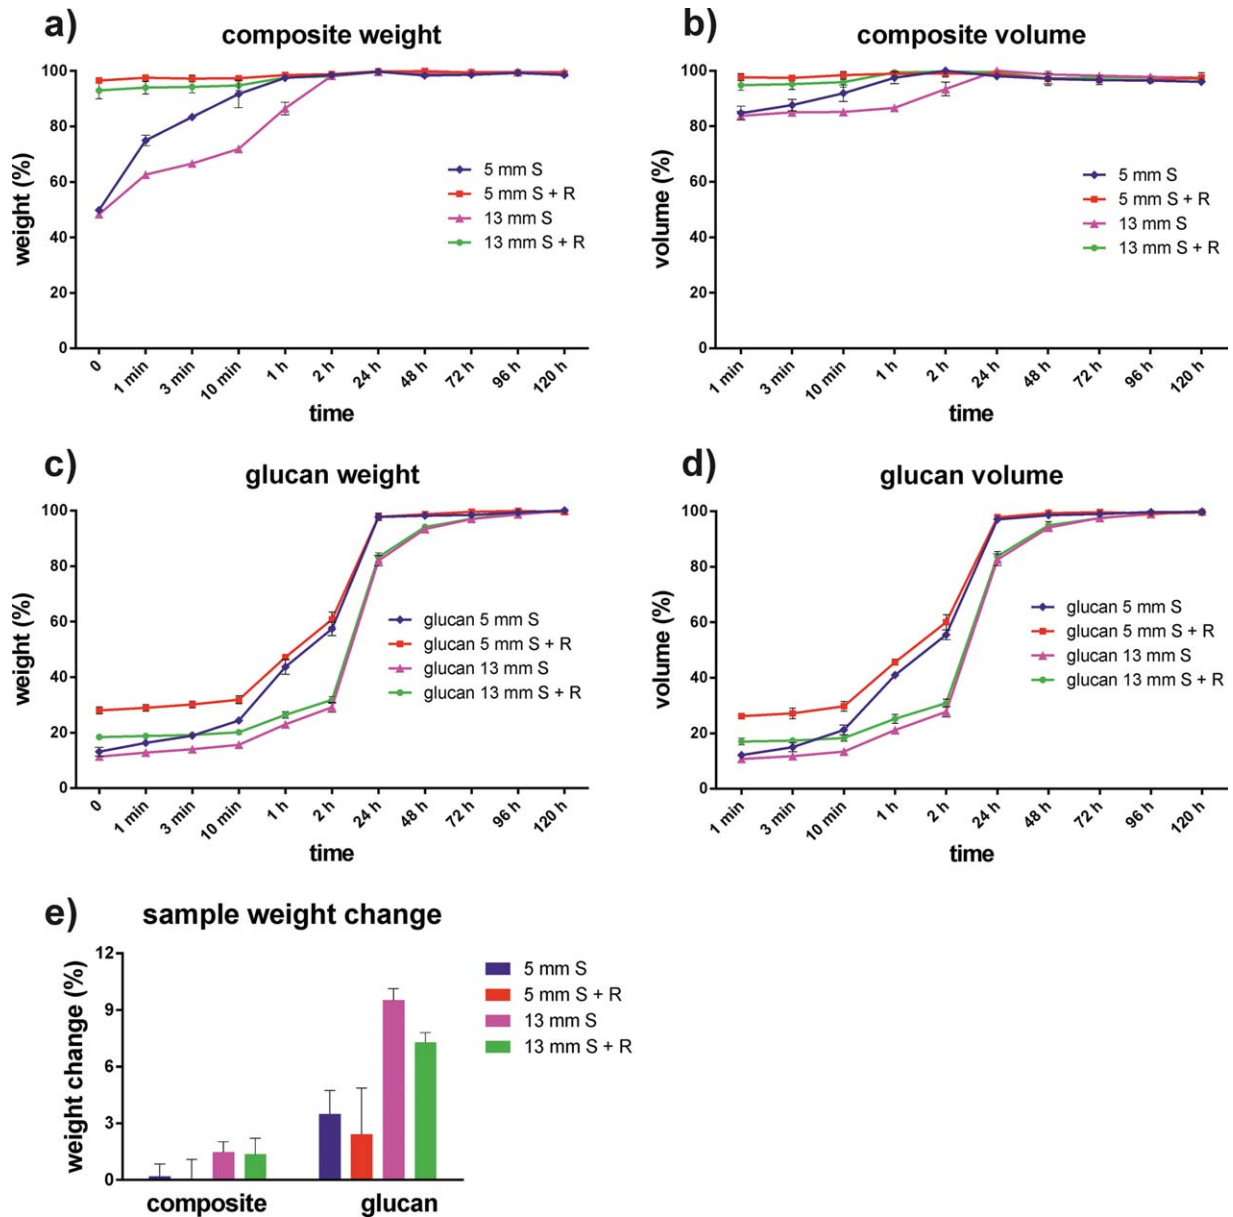 a)
composite weight
weight (%)
100
80
60
40
20
0
0
1 min
3 min
10 min
1 h
2 h
24 h
48 h
72 h
96 h
120 h
time
5 mm S
5 mm S + R
13 mm S
13 mm S + R
b)
composite volume
volume (%)
100
80
60
40
20
0
1 min
3 min
10 min
1 h
2 h
24 h
48 h
72 h
96 h
120 h
time
5 mm S
5 mm S + R
13 mm S
13 mm S + R
c)
glucan weight
weight (%)
100
80
60
40
20
0
0
1 min
3 min
10 min
1 h
2 h
24 h
48 h
72 h
96 h
120 h
time
glucan 5 mm S
glucan 5 mm S + R
glucan 13 mm S
glucan 13 mm S + R
d)
glucan volume
volume (%)
100
80
60
40
20
0
1 min
3 min
10 min
1 h
2 h
24 h
48 h
72 h
96 h
120 h
time
glucan 5 mm S
glucan 5 mm S + R
glucan 13 mm S
glucan 13 mm S + R
e)
sample weight change
weight change (%)
12
9
6
3
0
composite
glucan
5 mm S
5 mm S + R
13 mm S
13 mm S + R